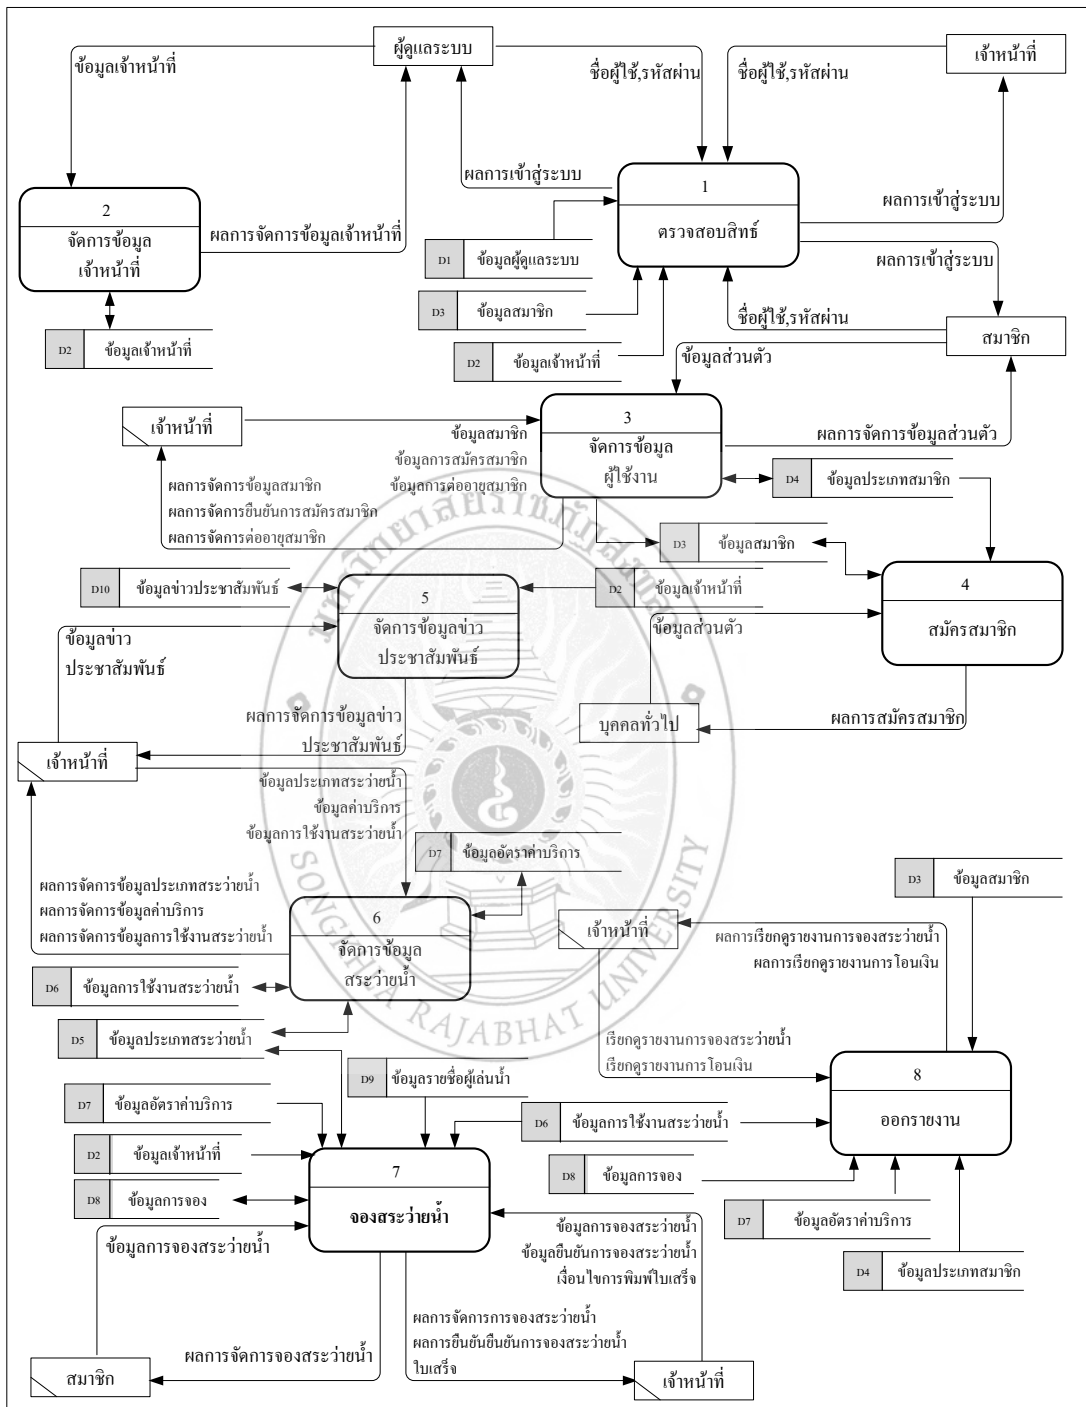 ผู้ดูแลระบบ
เจ้าหน้าที่
ข้อมูลเจ้าหน้าที่
ชื่อผู้ใช้,รหัสผ่าน
ชื่อผู้ใช้,รหัสผ่าน
ผลการเข้าสู่ระบบ
1
ตรวจสอบสิทธ์
ผลการเข้าสู่ระบบ
2
จัดการข้อมูล
เจ้าหน้าที่
ผลการจัดการข้อมูลเจ้าหน้าที่
D1 ข้อมูลผู้ดูแลระบบ
ผลการเข้าสู่ระบบ
D3 ข้อมูลสมาชิก
ชื่อผู้ใช้,รหัสผ่าน
สมาชิก
D2 ข้อมูลเจ้าหน้าที่
D2 ข้อมูลเจ้าหน้าที่
ข้อมูลส่วนตัว
เจ้าหน้าที่
3
จัดการข้อมูล
ผู้ใช้งาน
ข้อมูลสมาชิก
ข้อมูลการสมัครสมาชิก
ข้อมูลการต่ออายุสมาชิก
ผลการจัดการข้อมูลส่วนตัว
ผลการจัดการข้อมูลสมาชิก
ผลการจัดการยืนยันการสมัครสมาชิก
ผลการจัดการต่ออายุสมาชิก
D4 ข้อมูลประเภทสมาชิก
D3 ข้อมูลสมาชิก
มหาวิทยาลัยราชภัฏสงขลา
D10 ข้อมูลข่าวประชาสัมพันธ์
5
จัดการข้อมูลข่าว
ประชาสัมพันธ์
D2 ข้อมูลเจ้าหน้าที่
4
สมัครสมาชิก
ข้อมูลส่วนตัว
ข้อมูลข่าว
ประชาสัมพันธ์
ผลการจัดการข้อมูลข่าว
ประชาสัมพันธ์
บุคคลทั่วไป
ผลการสมัครสมาชิก
เจ้าหน้าที่
ข้อมูลประเภทสระว่ายน้ำ
ข้อมูลค่าบริการ
ข้อมูลการใช้งานสระว่ายน้ำ
D7 ข้อมูลอัตราค่าบริการ
D3 ข้อมูลสมาชิก
ผลการจัดการข้อมูลประเภทสระว่ายน้ำ
ผลการจัดการข้อมูลค่าบริการ
ผลการจัดการข้อมูลการใช้งานสระว่ายน้ำ
6
จัดการข้อมูล
สระว่ายน้ำ
เจ้าหน้าที่
ผลการเรียกดูรายงานการจองสระว่ายน้ำ
ผลการเรียกดูรายงานการโอนเงิน
SONGKHLA RAJABHAT UNIVERSITY
D6 ข้อมูลการใช้งานสระว่ายน้ำ
D5 ข้อมูลประเภทสระว่ายน้ำ
เรียกดูรายงานการจองสระว่ายน้ำ
เรียกดูรายงานการโอนเงิน
D9 ข้อมูลรายชื่อผู้เล่นน้ำ
8
ออกรายงาน
D7 ข้อมูลอัตราค่าบริการ
D6 ข้อมูลการใช้งานสระว่ายน้ำ
D2 ข้อมูลเจ้าหน้าที่
7
จองสระว่ายน้ำ
D8 ข้อมูลการจอง
D8 ข้อมูลการจอง
D7 ข้อมูลอัตราค่าบริการ
ข้อมูลการจองสระว่ายน้ำ
ข้อมูลการจองสระว่ายน้ำ
ข้อมูลยืนยันการจองสระว่ายน้ำ
เงื่อนไขการพิมพ์ใบเสร็จ
D4 ข้อมูลประเภทสมาชิก
ผลการจัดการการจองสระว่ายน้ำ
ผลการยืนยันยืนยันการจองสระว่ายน้ำ
ใบเสร็จ
ผลการจัดการจองสระว่ายน้ำ
สมาชิก
เจ้าหน้าที่